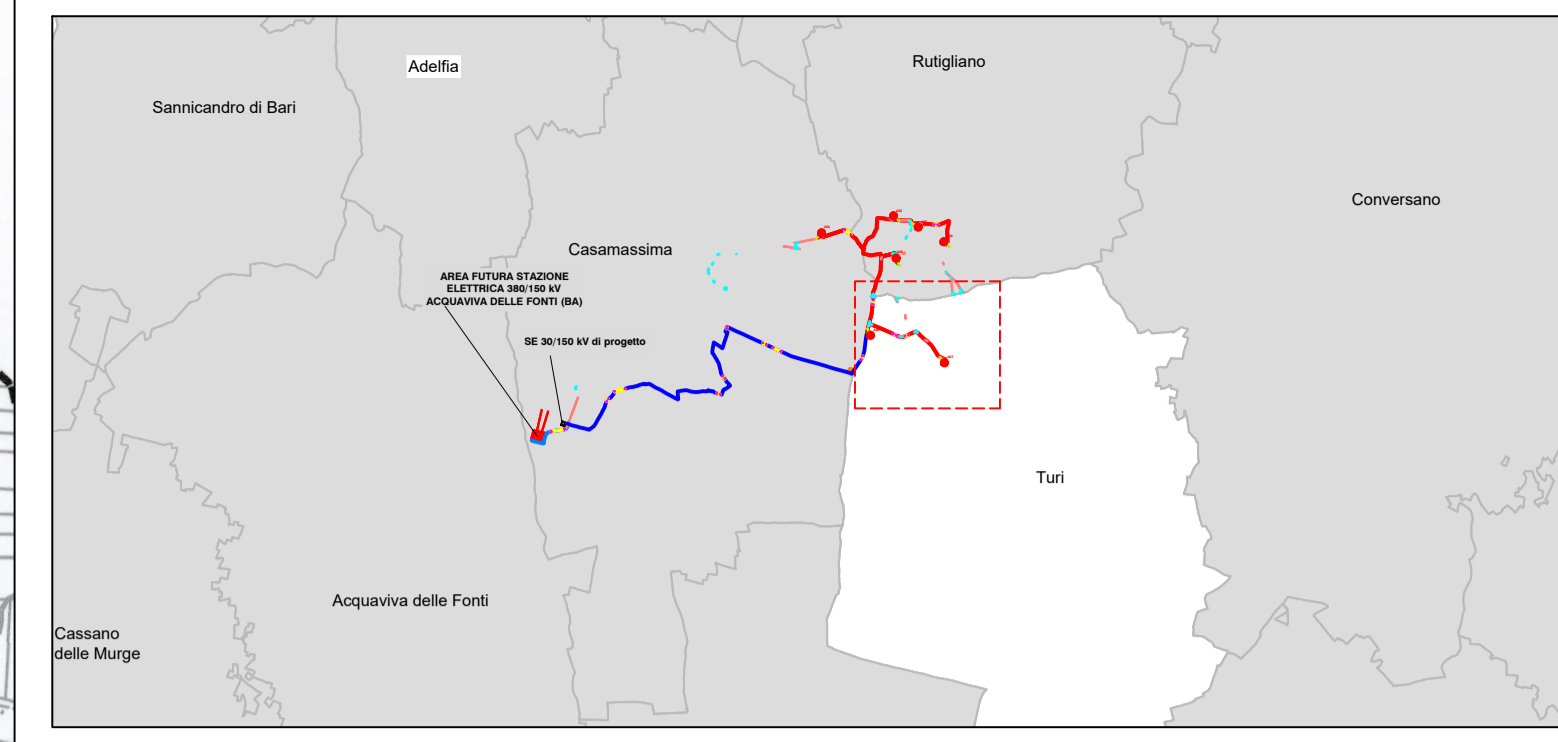 Rutigliano
Adelfia
Sannicandro di Bari
Conversano
Casamassima
AREA FUTURA STAZIONE
ELETTRICA 380/150 kV
ACQUAVIVA DELLE FONTI (BA)
SE 30/150 kV di progetto
Turi
Acquaviva delle Fonti
Cassano
delle Murge